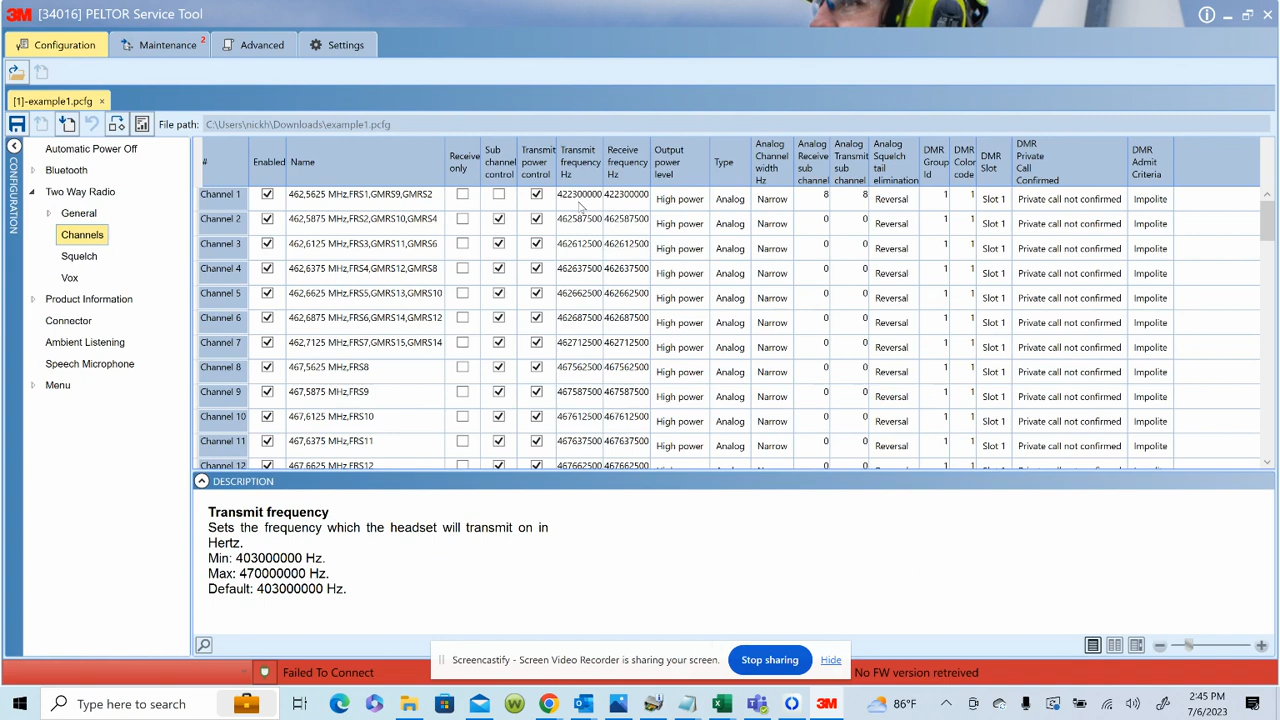 3M [34016] PELTOR Service Tool
Configuration Maintenance 2 Advanced Settings
[1]-example1.pcfg ×
File path: C:\Users\nickh\Downloads\example1.pcfg
CONFIGURATION
Automatic Power Off
Bluetooth
Two Way Radio
General
Channels
Squelch
Vox
Product Information
Connector
Ambient Listening
Speech Microphone
Menu
# Enabled Name Receive only Sub channel control Transmit power control Transmit frequency Hz Receive frequency Hz Output power level Type Analog Channel width Hz Analog Receive sub channel Analog Transmit sub channel Analog Squelch tail elimination DMR Group Id DMR Color code DMR Slot DMR Private Call Confirmed DMR Admit Criteria
Channel 1 462,5625 MHz,FRS1,GMRS9,GMRS2 422300000 422300000 High power Analog Narrow 8 8 Reversal 1 1 Slot 1 Private call not confirmed Impolite
Channel 2 462,5875 MHz,FRS2,GMRS10,GMRS4 462587500 462587500 High power Analog Narrow 0 0 Reversal 1 1 Slot 1 Private call not confirmed Impolite
Channel 3 462,6125 MHz,FRS3,GMRS11,GMRS6 462612500 462612500 High power Analog Narrow 0 0 Reversal 1 1 Slot 1 Private call not confirmed Impolite
Channel 4 462,6375 MHz,FRS4,GMRS12,GMRS8 462637500 462637500 High power Analog Narrow 0 0 Reversal 1 1 Slot 1 Private call not confirmed Impolite
Channel 5 462,6625 MHz,FRS5,GMRS13,GMRS10 462662500 462662500 High power Analog Narrow 0 0 Reversal 1 1 Slot 1 Private call not confirmed Impolite
Channel 6 462,6875 MHz,FRS6,GMRS14,GMRS12 462687500 462687500 High power Analog Narrow 0 0 Reversal 1 1 Slot 1 Private call not confirmed Impolite
Channel 7 462,7125 MHz,FRS7,GMRS15,GMRS14 462712500 462712500 High power Analog Narrow 0 0 Reversal 1 1 Slot 1 Private call not confirmed Impolite
Channel 8 467,5625 MHz,FRS8 467562500 467562500 High power Analog Narrow 0 0 Reversal 1 1 Slot 1 Private call not confirmed Impolite
Channel 9 467,5875 MHz,FRS9 467587500 467587500 High power Analog Narrow 0 0 Reversal 1 1 Slot 1 Private call not confirmed Impolite
Channel 10 467,6125 MHz,FRS10 467612500 467612500 High power Analog Narrow 0 0 Reversal 1 1 Slot 1 Private call not confirmed Impolite
Channel 11 467,6375 MHz,FRS11 467637500 467637500 High power Analog Narrow 0 0 Reversal 1 1 Slot 1 Private call not confirmed Impolite
Channel 12 467,6625 MHz,FRS12 467662500 467662500 0 0 1 1
DESCRIPTION
Transmit frequency
Sets the frequency which the headset will transmit on in
Hertz.
Min: 403000000 Hz.
Max: 470000000 Hz.
Default: 403000000 Hz.
Screencastify - Screen Video Recorder is sharing your screen. Stop sharing Hide
Failed To Connect No FW version retreived
Type here to search 3M 86°F 2:45 PM
7/6/2023